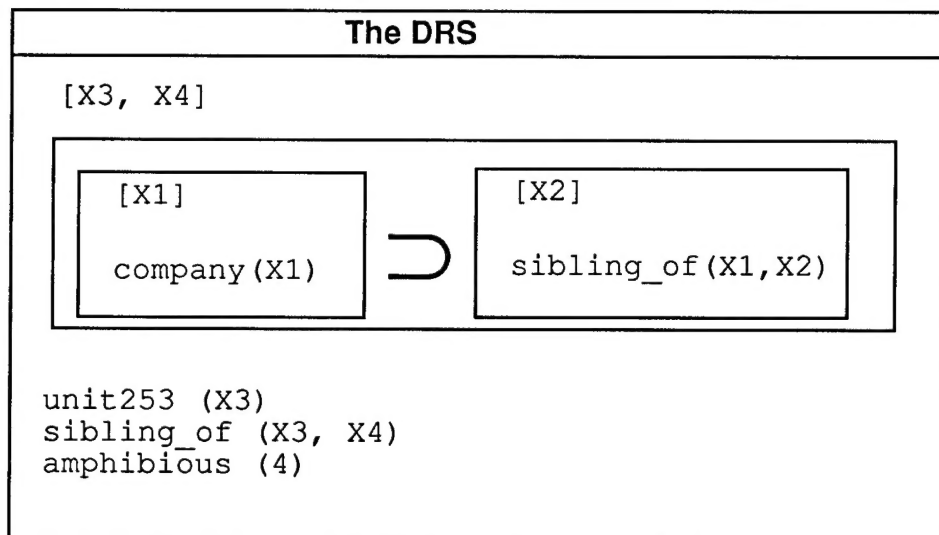 The DRS
[X3, X4]
[X1]
[X2]
company(X1)
⊃
sibling_of(X1,X2)
unit253 (X3)
sibling_of (X3, X4)
amphibious (4)